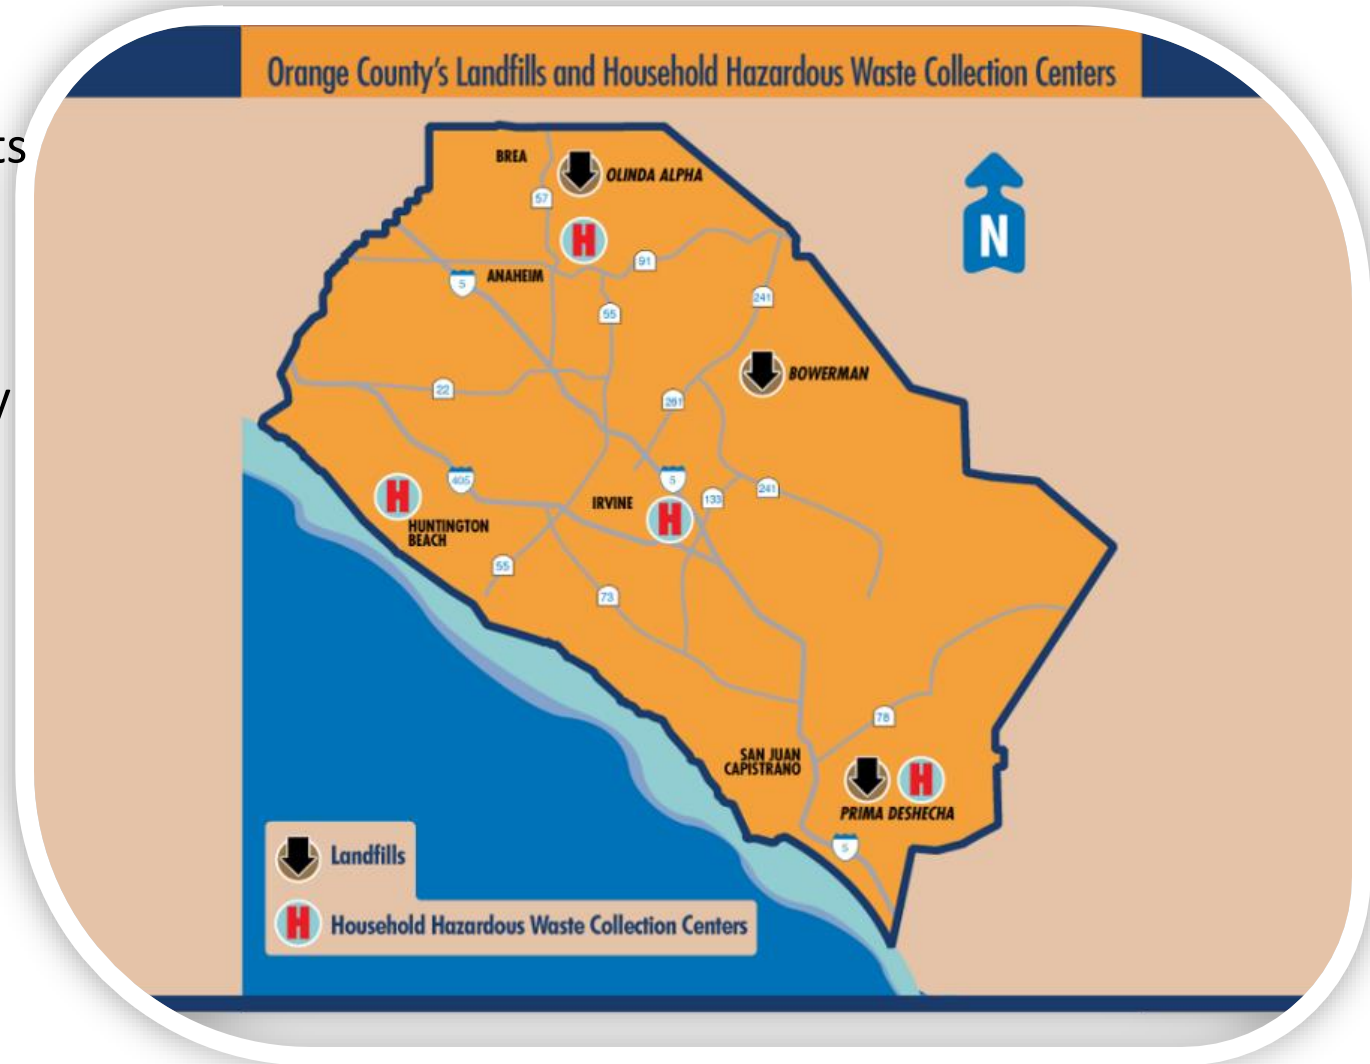 Orange County's Landfills and Household Hazardous Waste Collection Centers
ts
BREA
OLINDA ALPHA
57
N
H
91
ANAHEIM
5
241
55
BOWERMAN
y
22
261
405
5
241
H
133
IRVINE
H
HUNTINGTON
BEACH
55
73
78
SAN JUAN
CAPISTRANO
H
PRIMA DESHECHA
5
Landfills
H Household Hazardous Waste Collection Centers